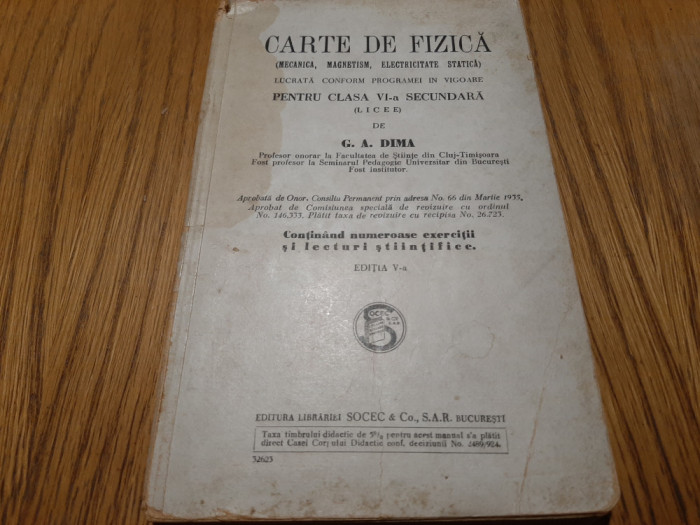 CARTE DE FIZICĂ
(MECANICA, MAGNETISM, ELECTRICITATE STATICĂ)
LUCRATĂ CONFORM PROGRAMEI IN VIGOARE
PENTRU CLASA VI-a SECUNDARĂ
(LICEE)
DE
G. A. DIMA
Profesor onorar la Facultatea de Științe din Cluj-Timișoara
Fost profesor la Seminarul Pedagogic Universitar din București
Fost institutor.
Aprobată de Onor. Consiliu Permanent prin adresa No. 66 din Martie 1935,
Aprobat de Comisiunea specială de revizuire cu ordinul
No. 146,333. Plătit taxa de revizuire cu recipisa No. 26.723.
Conținând numeroase exerciții
și lecturi științifice.
EDIȚIA V-a
SOCEC
EDITURA LIBRĂRIEI SOCEC & Co., S.A.R. BUCUREȘTI
Taxa timbrului didactic de 5% pentru acest manual s'a plătit
direct Casei Corpului Didactic conf. deciziunii No. 2489/924.
32623